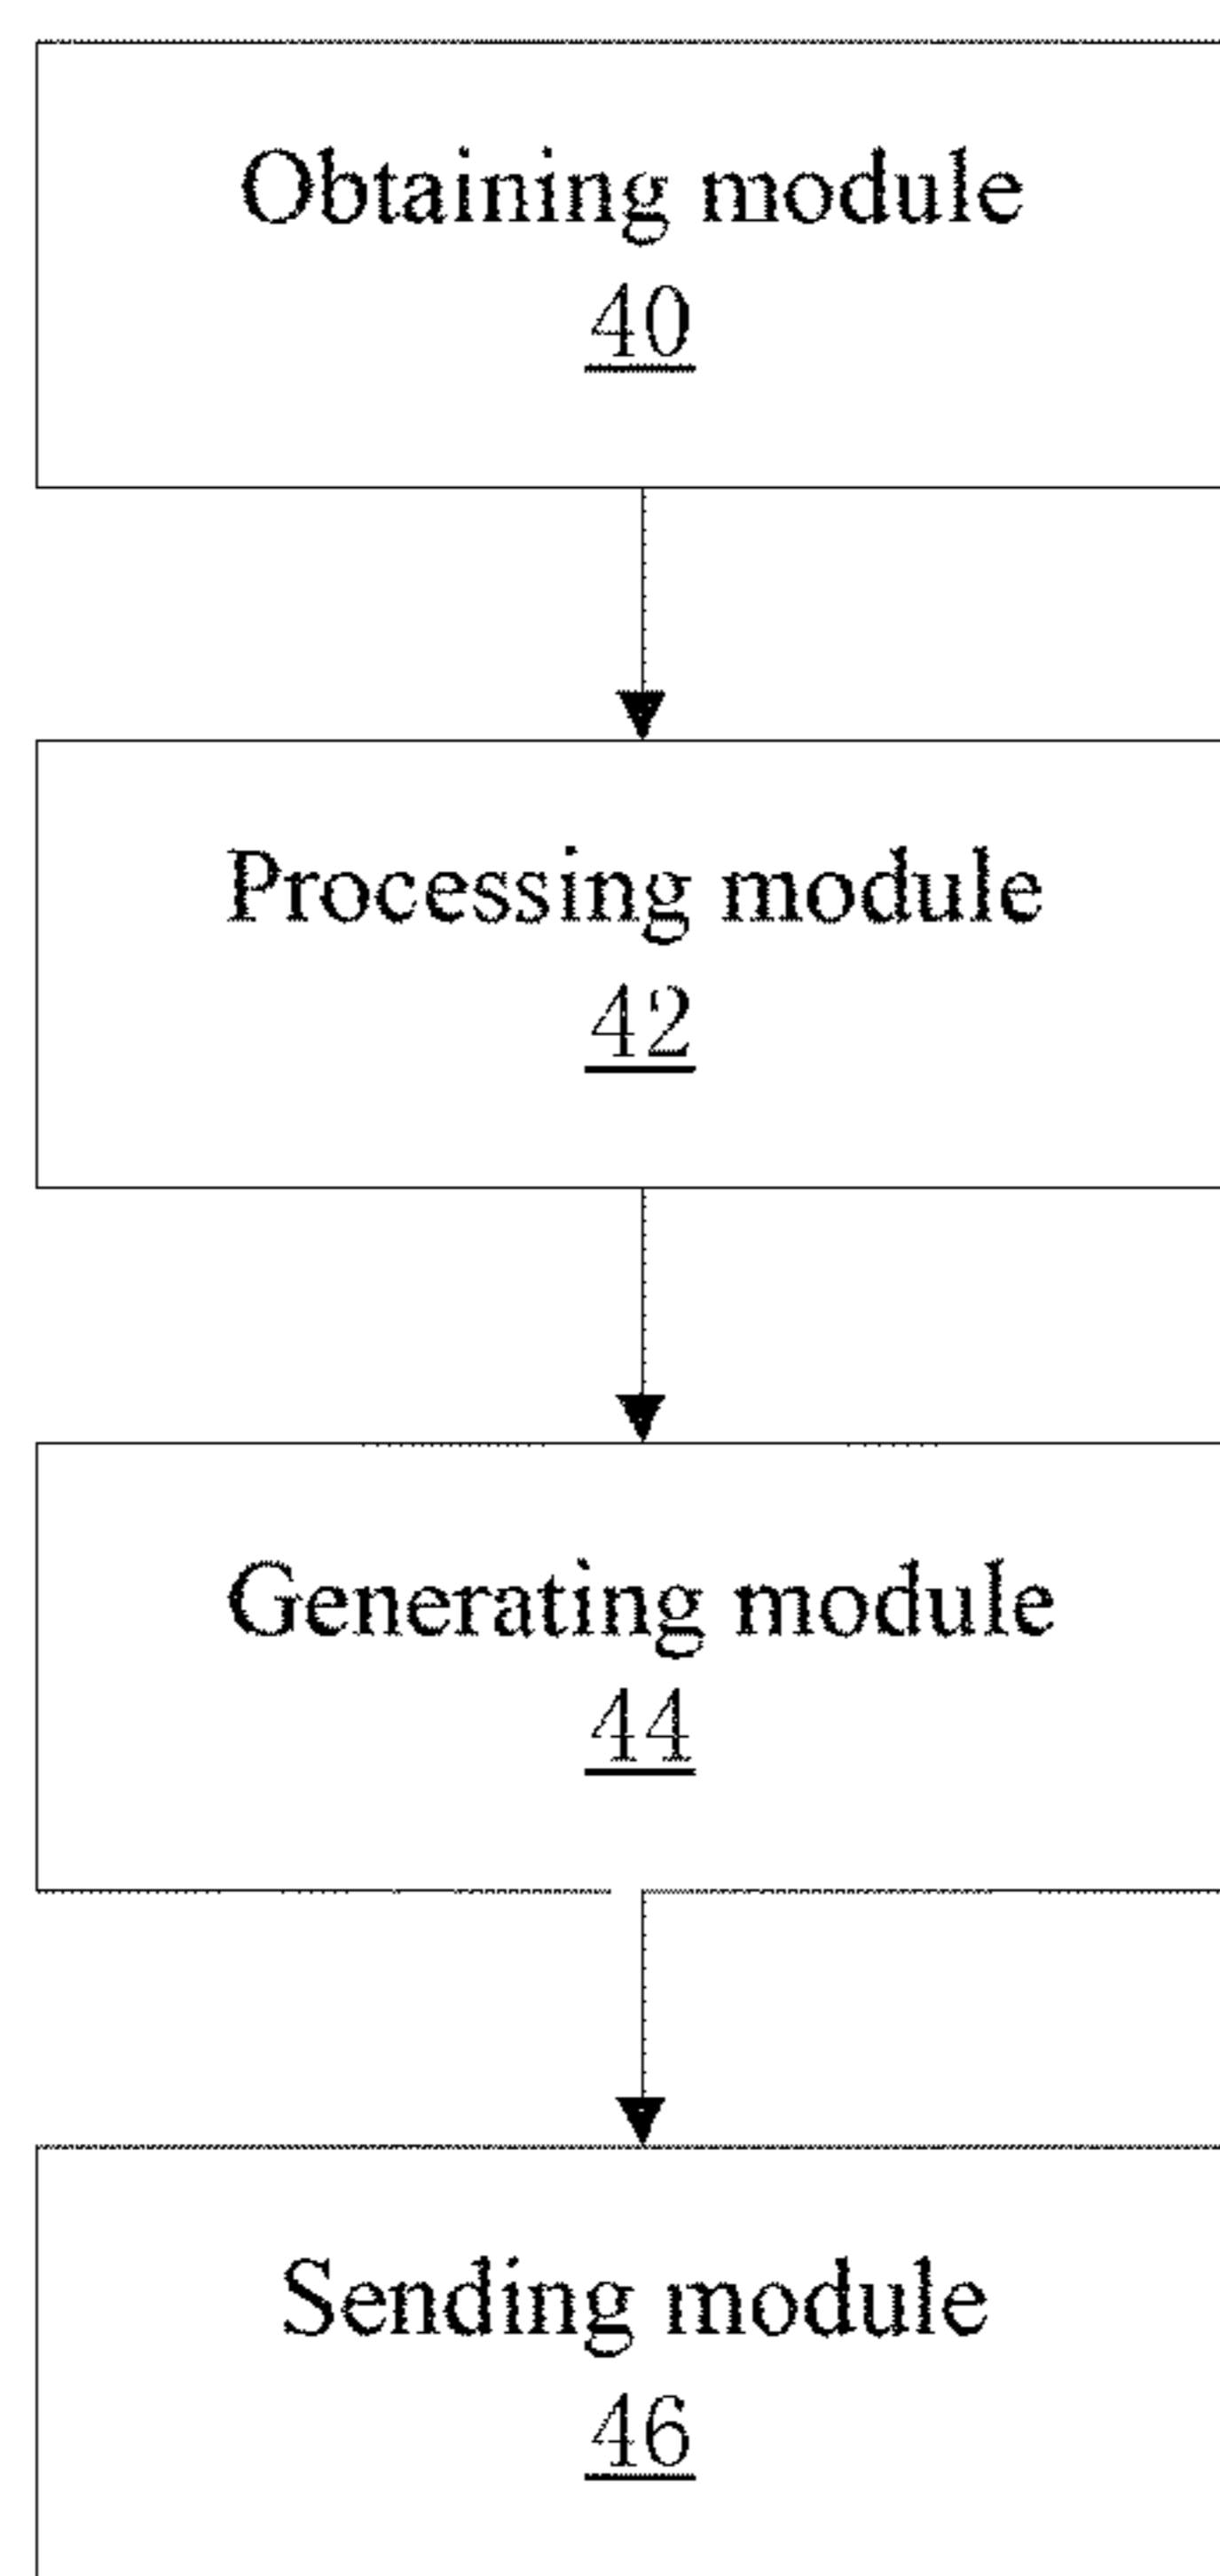 Obtaining module
40
Processing module
42
Generating module
44
Sending module
46